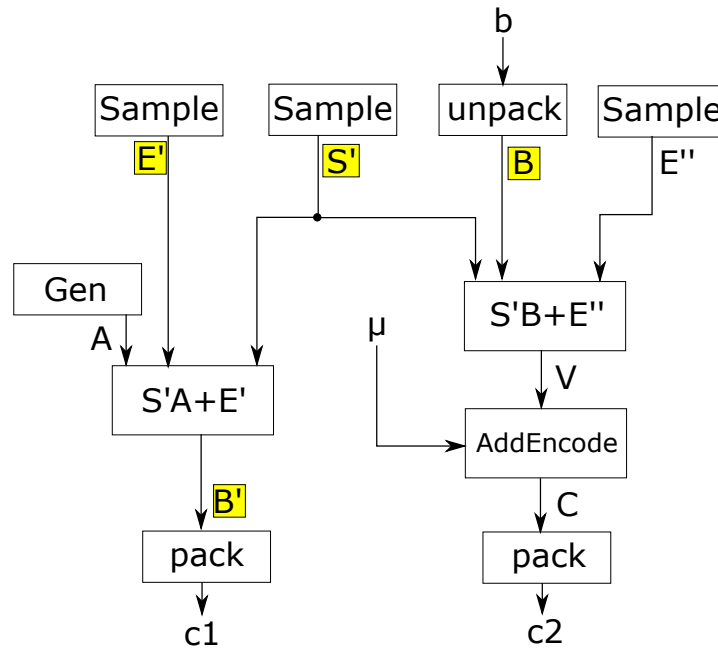 b
Sample
Sample
unpack
Sample
E'
S'
B
E''
Gen
A
S'B+E''
μ
S'A+E'
V
AddEncode
B'
C
pack
pack
c1
c2